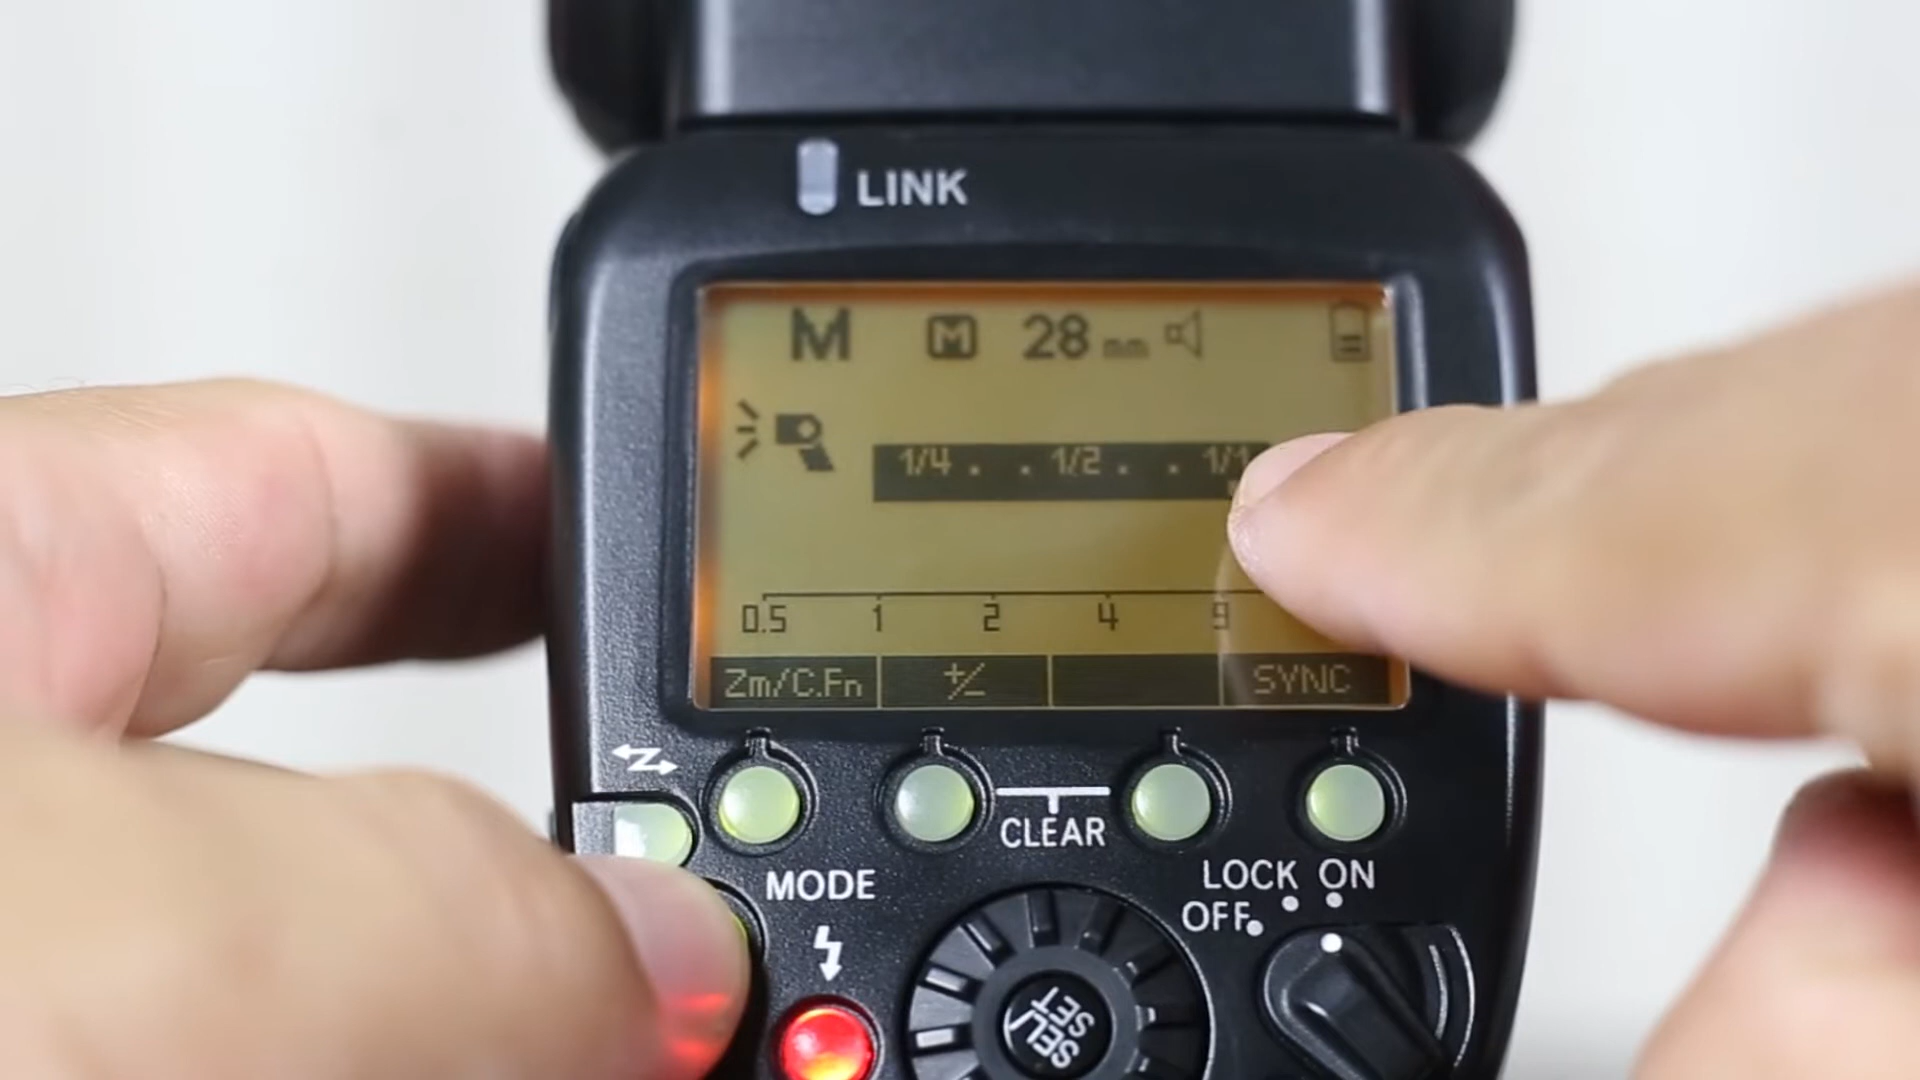 LINK
M M 28 mm
1/4 . . 1/2 . . 1/1
0.5 1 2 4 9
Zm/C.Fn +/- SYNC
CLEAR
MODE
LOCK ON
OFF
SEL/
SET